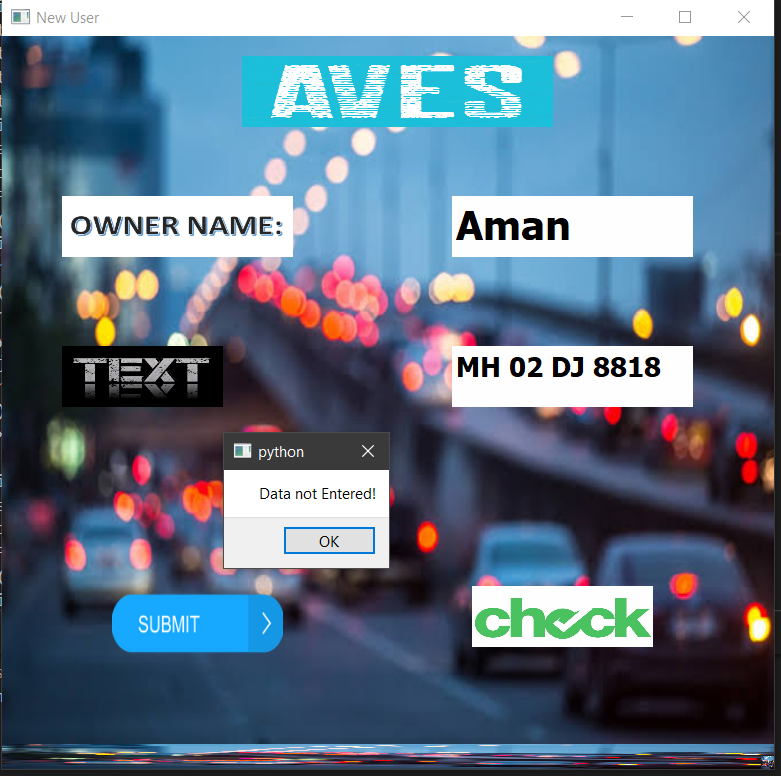 New User
AVES
OWNER NAME:
Aman
TEXT
MH 02 DJ 8818
python
Data not Entered!
OK
SUBMIT
check